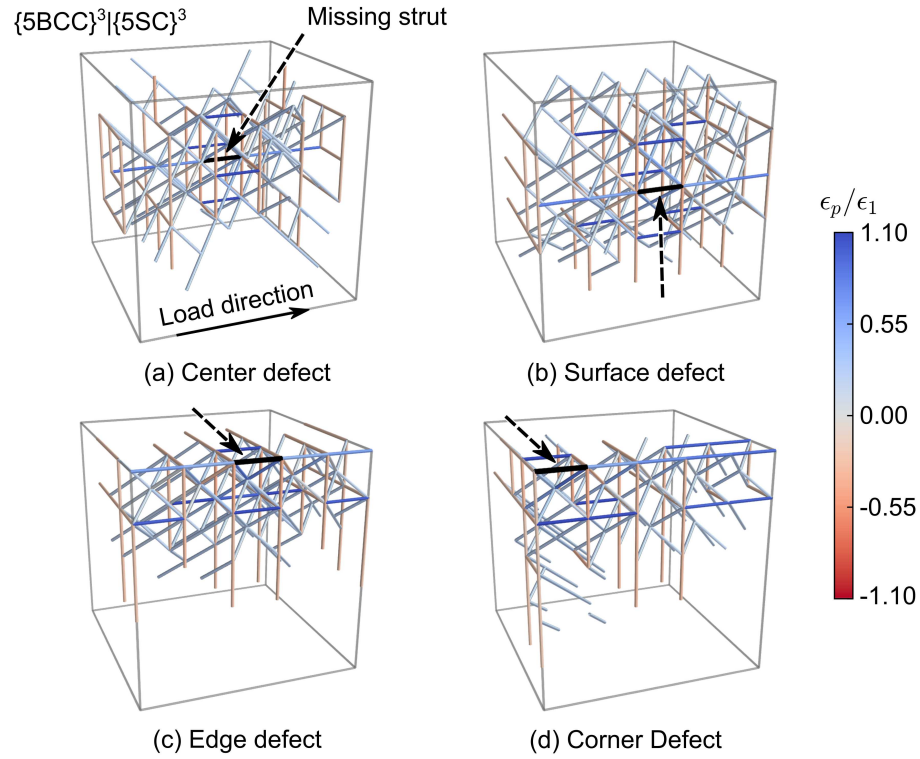 {5BCC}³|{5SC}³
Missing strut
Load direction
(a) Center defect
(b) Surface defect
ϵₚ/ϵ₁
1.10
0.55
0.00
-0.55
-1.10
(c) Edge defect
(d) Corner Defect